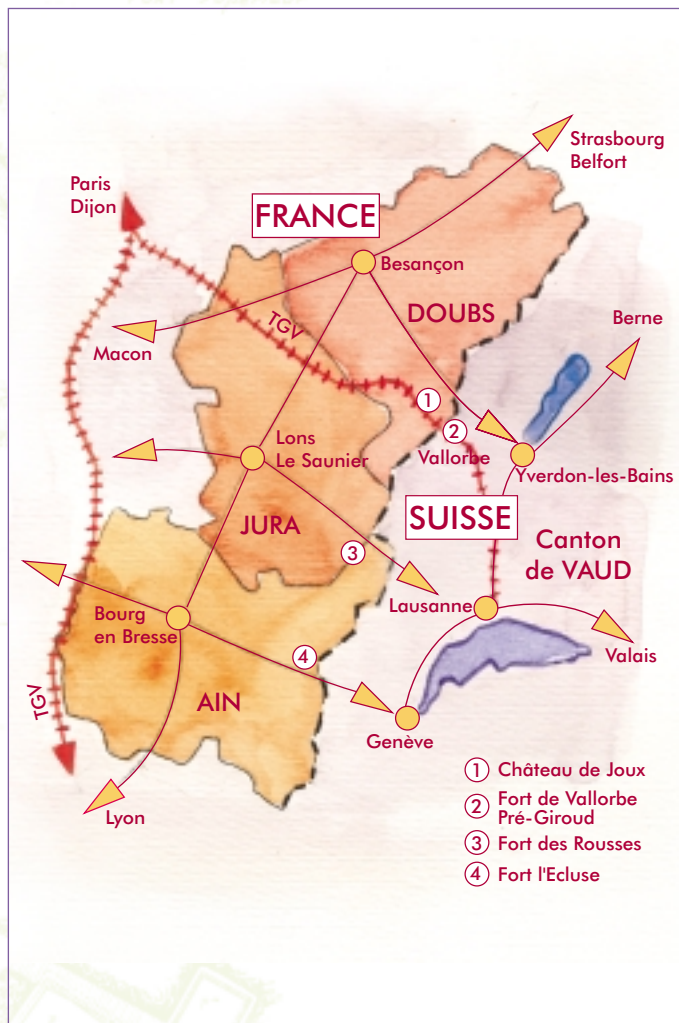 Strasbourg
Belfort
Paris
Dijon
FRANCE
Besançon
DOUBS
Berne
TGV
Macon
1
2
Vallorbe
Lons
Le Saunier
Yverdon-les-Bains
SUISSE
JURA
3
Canton
de VAUD
Lausanne
Bourg
en Bresse
4
Valais
AIN
TGV
Genève
Lyon
1 Château de Joux
2 Fort de Vallorbe
Pré-Giroud
3 Fort des Rousses
4 Fort l'Ecluse